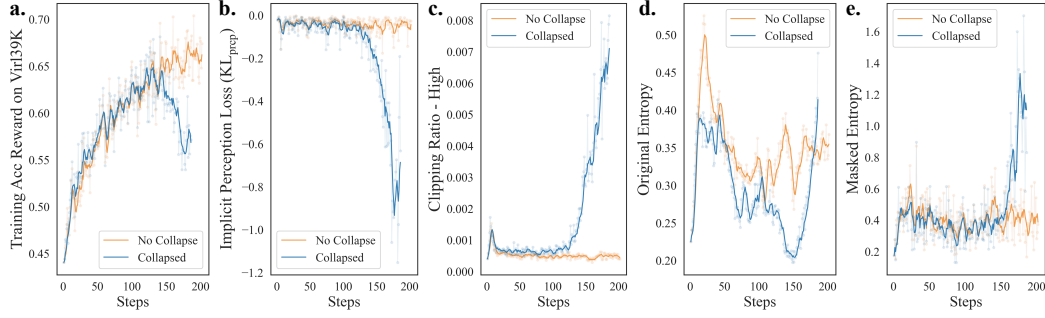 a.
Training Acc Reward on Virl39K
0.70
0.65
0.60
0.55
0.50
0.45
No Collapse
Collapsed
0 50 100 150 200
Steps
b.
Implicit Perception Loss (KLprcp)
0.0
−0.2
−0.4
−0.6
−0.8
−1.0
−1.2
No Collapse
Collapsed
0 50 100 150 200
Steps
c.
Clipping Ratio - High
0.008
0.007
0.006
0.005
0.004
0.003
0.002
0.001
0.000
No Collapse
Collapsed
0 50 100 150 200
Steps
d.
Original Entropy
0.50
0.45
0.40
0.35
0.30
0.25
0.20
No Collapse
Collapsed
0 50 100 150 200
Steps
e.
Masked Entropy
1.6
1.4
1.2
1.0
0.8
0.6
0.4
0.2
No Collapse
Collapsed
0 50 100 150 200
Steps